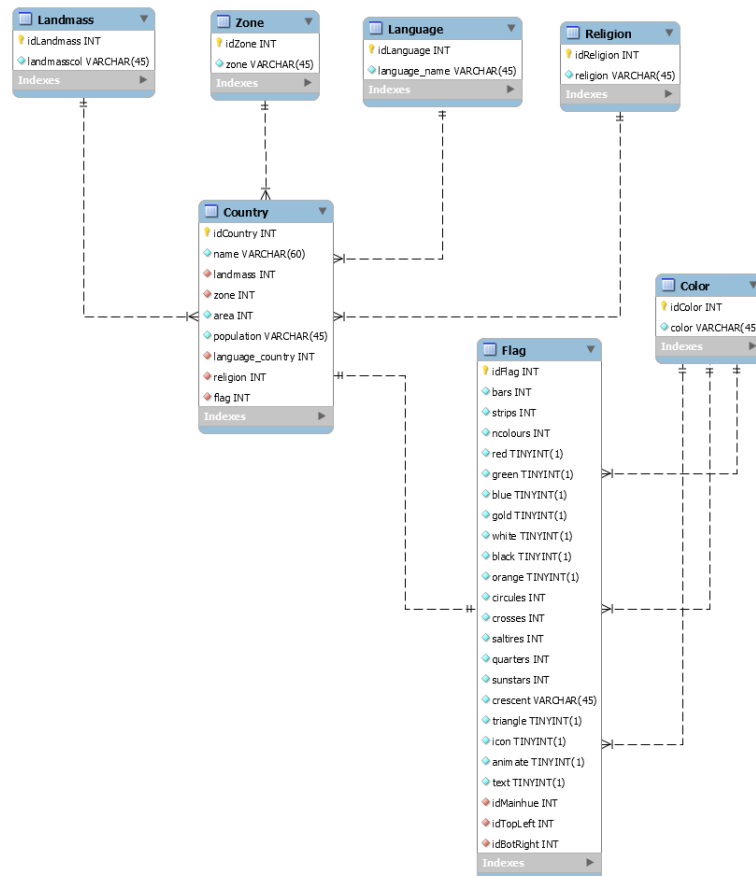 Landmass
idLandmass INT
landmasscol VARCHAR(45)
Indexes
Zone
idZone INT
zone VARCHAR(45)
Indexes
Language
idLanguage INT
language_name VARCHAR(45)
Indexes
Religion
idReligion INT
religion VARCHAR(45)
Indexes
Country
idCountry INT
name VARCHAR(60)
landmass INT
zone INT
area INT
population VARCHAR(45)
language_country INT
religion INT
flag INT
Indexes
Color
idColor INT
color VARCHAR(45
Indexes
Flag
idFlag INT
bars INT
strips INT
ncolours INT
red TINYINT(1)
green TINYINT(1)
blue TINYINT(1)
gold TINYINT(1)
white TINYINT(1)
black TINYINT(1)
orange TINYINT(1)
circules INT
crosses INT
saltires INT
quarters INT
sunstars INT
crescent VARCHAR(45)
triangle TINYINT(1)
icon TINYINT(1)
animate TINYINT(1)
text TINYINT(1)
idMainhue INT
idTopLeft INT
idBotRight INT
Indexes